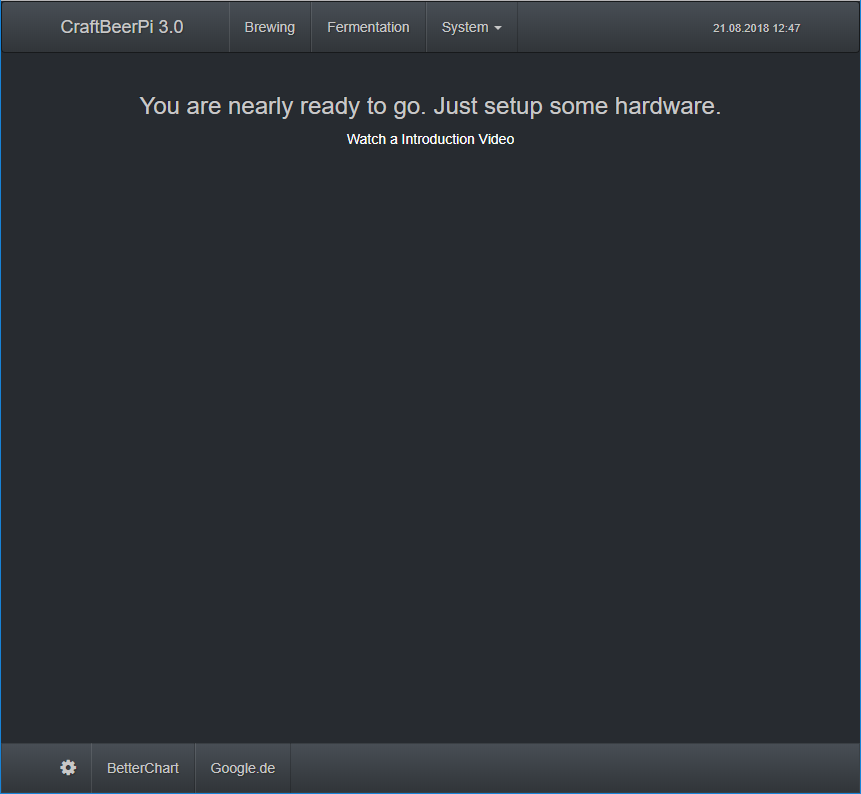 CraftBeerPi 3.0 Brewing Fermentation System 21.08.2018 12:47
You are nearly ready to go. Just setup some hardware.
Watch a Introduction Video
BetterChart Google.de